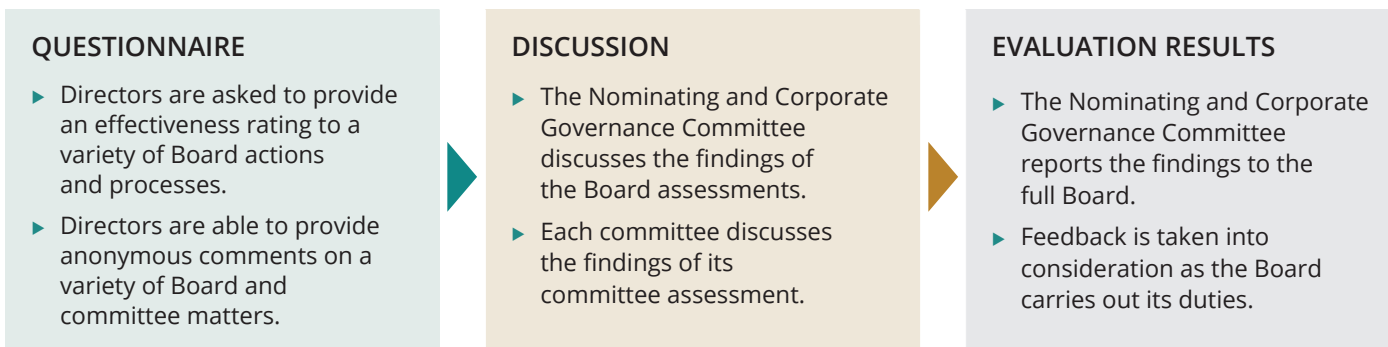 QUESTIONNAIRE
Directors are asked to provide
an effectiveness rating to a
variety of Board actions
and processes.
Directors are able to provide
anonymous comments on a
variety of Board and
committee matters.
DISCUSSION
The Nominating and Corporate
Governance Committee
discusses the findings of
the Board assessments.
Each committee discusses
the findings of its
committee assessment.
EVALUATION RESULTS
The Nominating and Corporate
Governance Committee
reports the findings to the
full Board.
Feedback is taken into
consideration as the Board
carries out its duties.